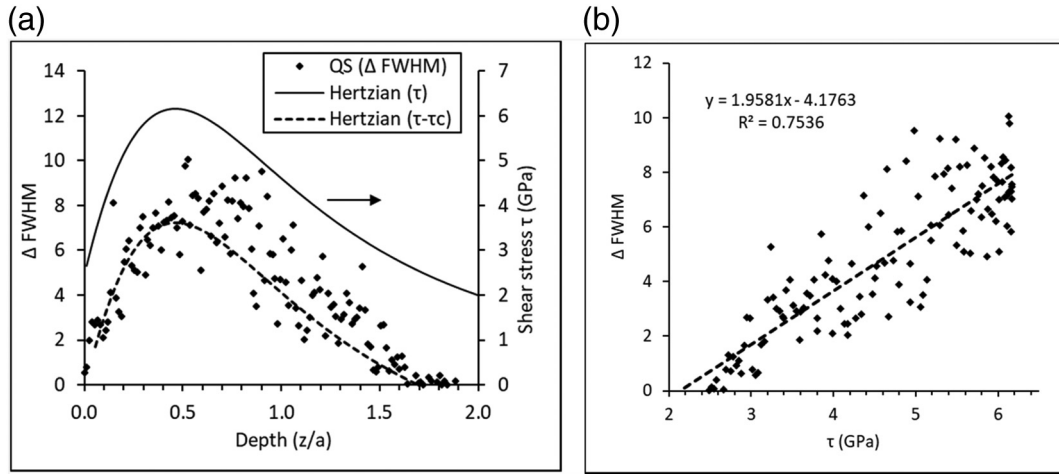 (a)
(b)
14
12
10
8
6
4
2
0
Δ FWHM
0.0
0.5
1.0
1.5
2.0
Depth (z/a)
7
6
5
4
3
2
1
0
Shear stress τ (GPa)
QS (Δ FWHM)
Hertzian (τ)
Hertzian (τ-τc)
12
10
8
6
4
2
0
Δ FWHM
y = 1.9581x - 4.1763
R² = 0.7536
2
3
4
5
6
τ (GPa)